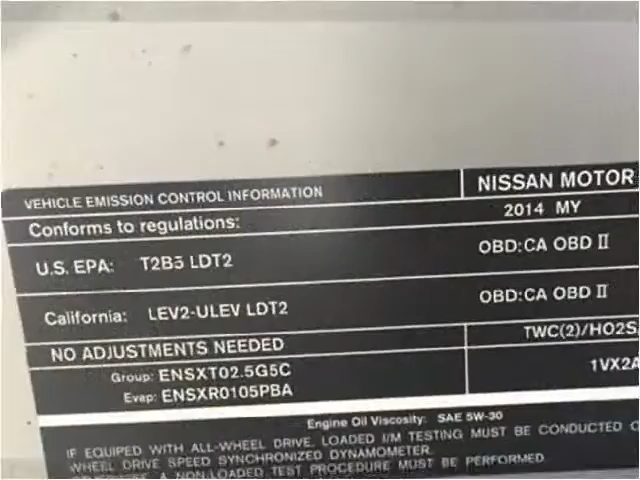 VEHICLE EMISSION CONTROL INFORMATION NISSAN MOTOR
Conforms to regulations: 2014 MY
U.S. EPA: T2B5 LDT2 OBD:CA OBD II
California: LEV2-ULEV LDT2 OBD:CA OBD II
NO ADJUSTMENTS NEEDED TWC(2)/HO2S
Group: ENSXT02.5G5C 1VX2A
Evap: ENSXR0105PBA
Engine Oil Viscosity: SAE 5W-30
IF EQUIPED WITH ALL-WHEEL DRIVE, LOADED I/M TESTING MUST BE CONDUCTED
WHEEL DRIVE SPEED SYNCHRONIZED DYNAMOMETER.
A NON-LOADED TEST PROCEDURE MUST BE PERFORMED